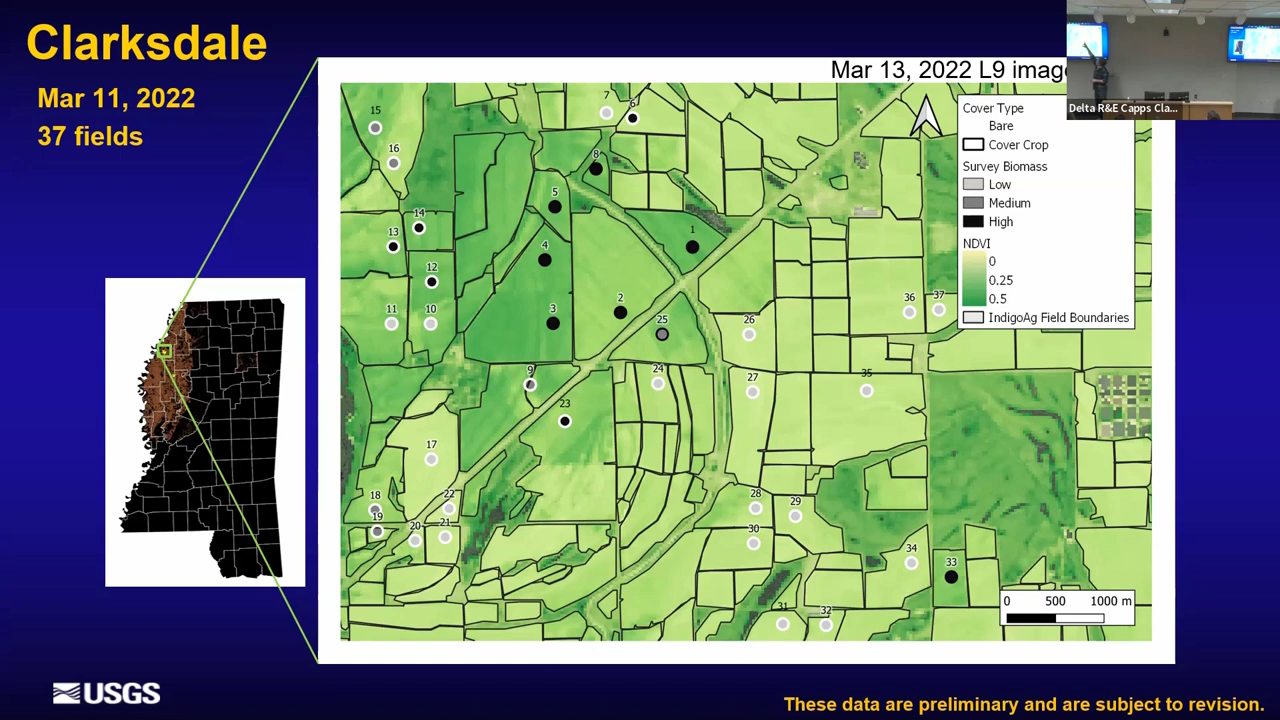 Clarksdale
Mar 11, 2022
37 fields
Mar 13, 2022 L9
Delta R&E Capps Cla...
Cover Type
Bare
Cover Crop
Survey Biomass
Low
Medium
High
NDVI
0
0.25
0.5
IndigoAg Field Boundaries
15
7
6
16
8
5
14
1
13
4
12
2
11
10
3
25
26
36
37
9
24
27
35
23
17
18
22
28
29
19
20
21
30
34
33
31
32
0 500 1000 m
USGS
These data are preliminary and are subject to revision.